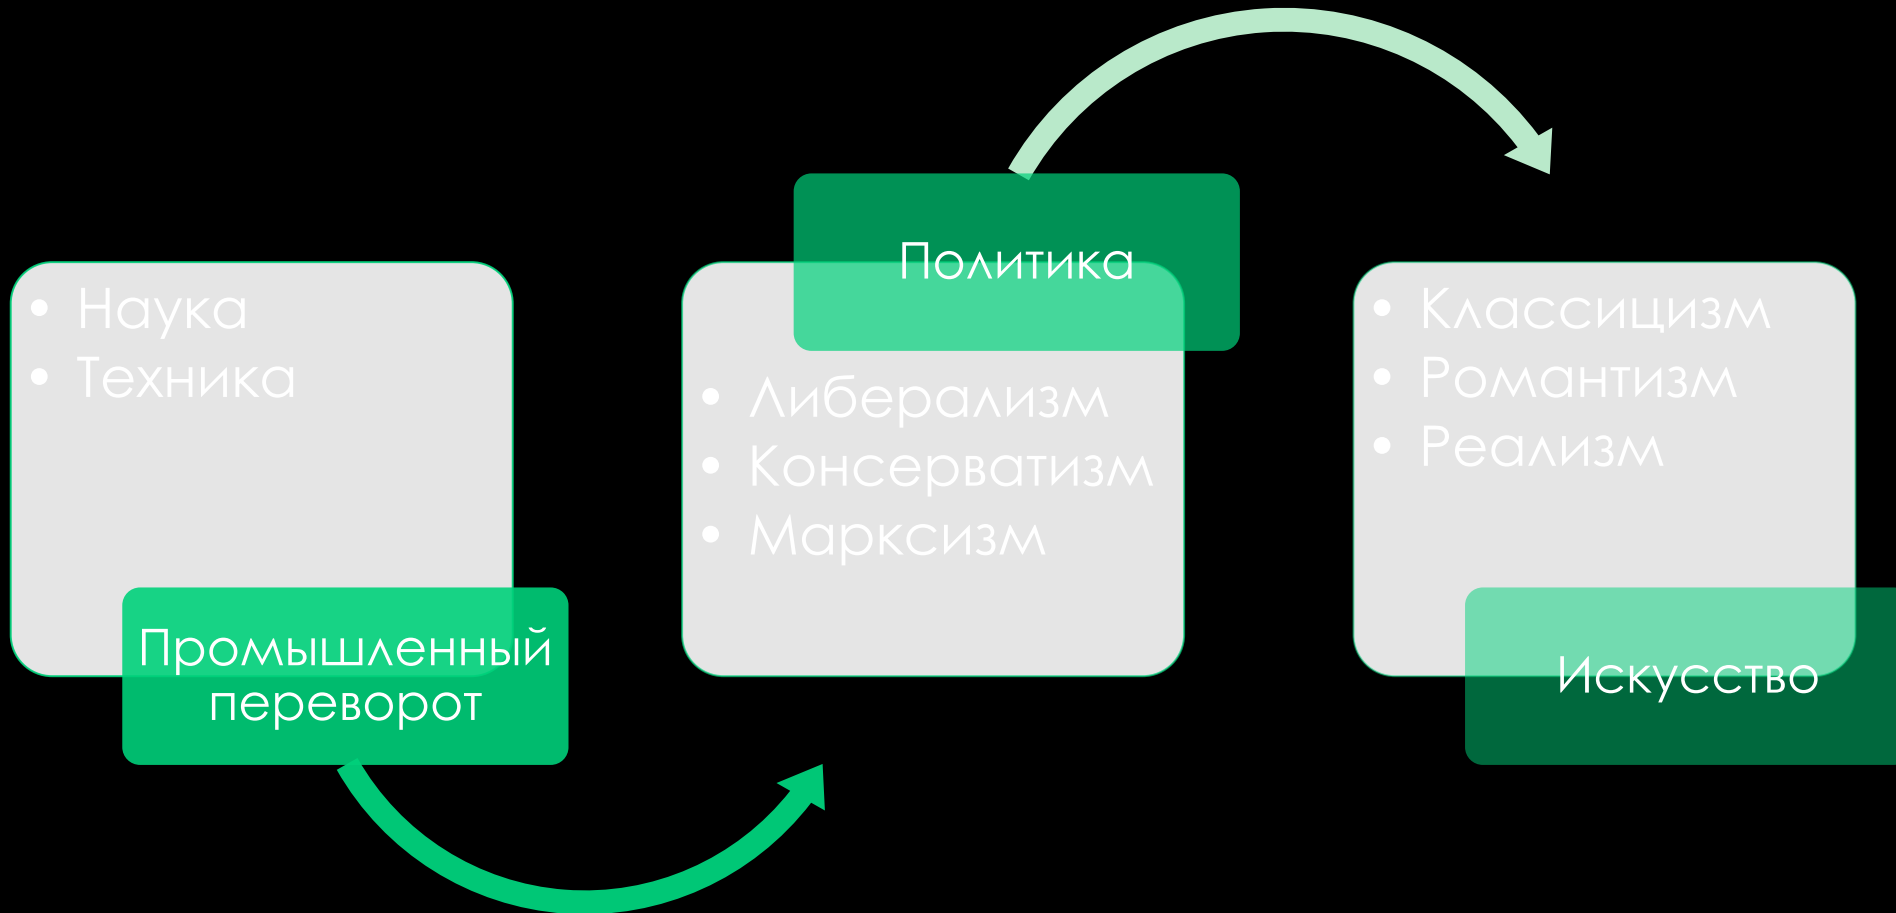 • Наука
• Техника
Промышленный
переворот
Политика
• Либерализм
• Консерватизм
• Марксизм
• Классицизм
• Романтизм
• Реализм
Искусство